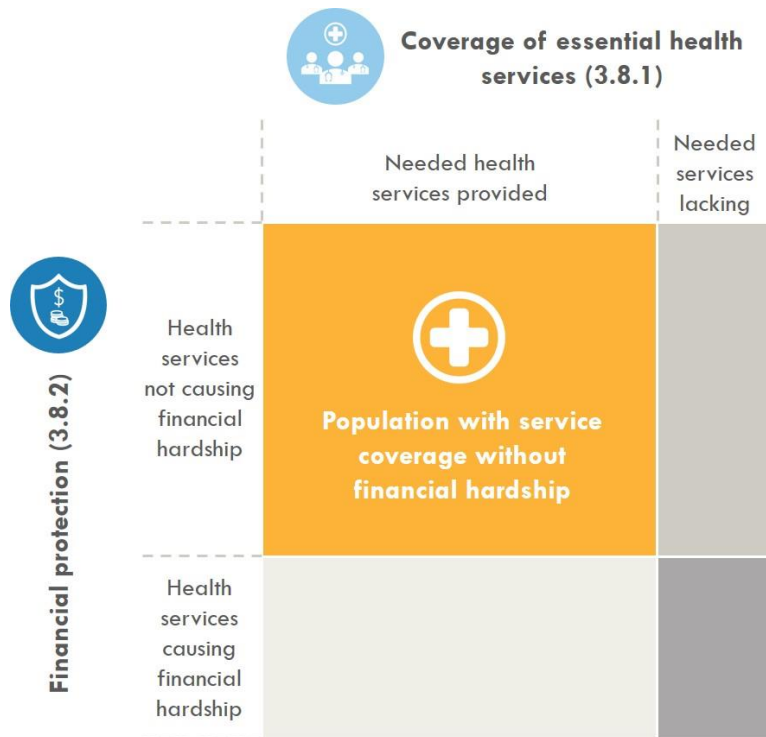 Coverage of essential health
services (3.8.1)
Needed health
services provided
Needed
services
lacking
Financial protection (3.8.2)
$
Health
services
not causing
financial
hardship
Population with service
coverage without
financial hardship
Health
services
causing
financial
hardship